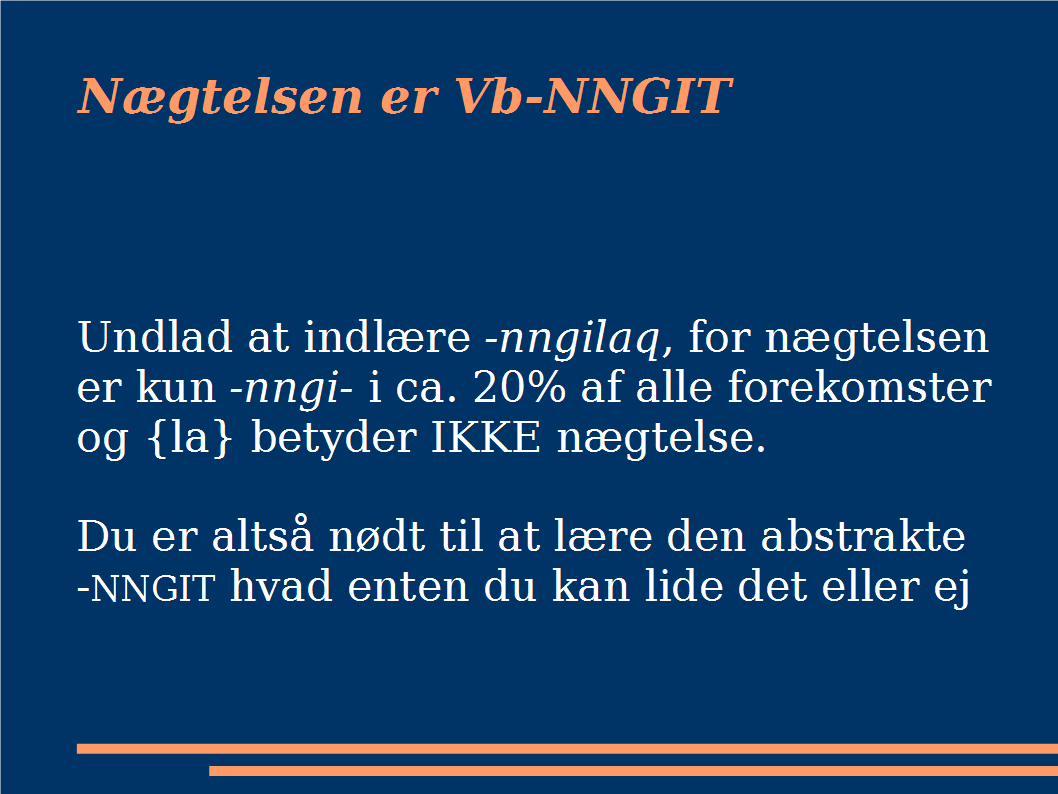 Nægtelsen er Vb-NNGIT
Undlad at indlære -nngilaq, for nægtelsen
er kun -nngi- i ca. 20% af alle forekomster
og {la} betyder IKKE nægtelse.
Du er altså nødt til at lære den abstrakte
-NNGIT hvad enten du kan lide det eller ej